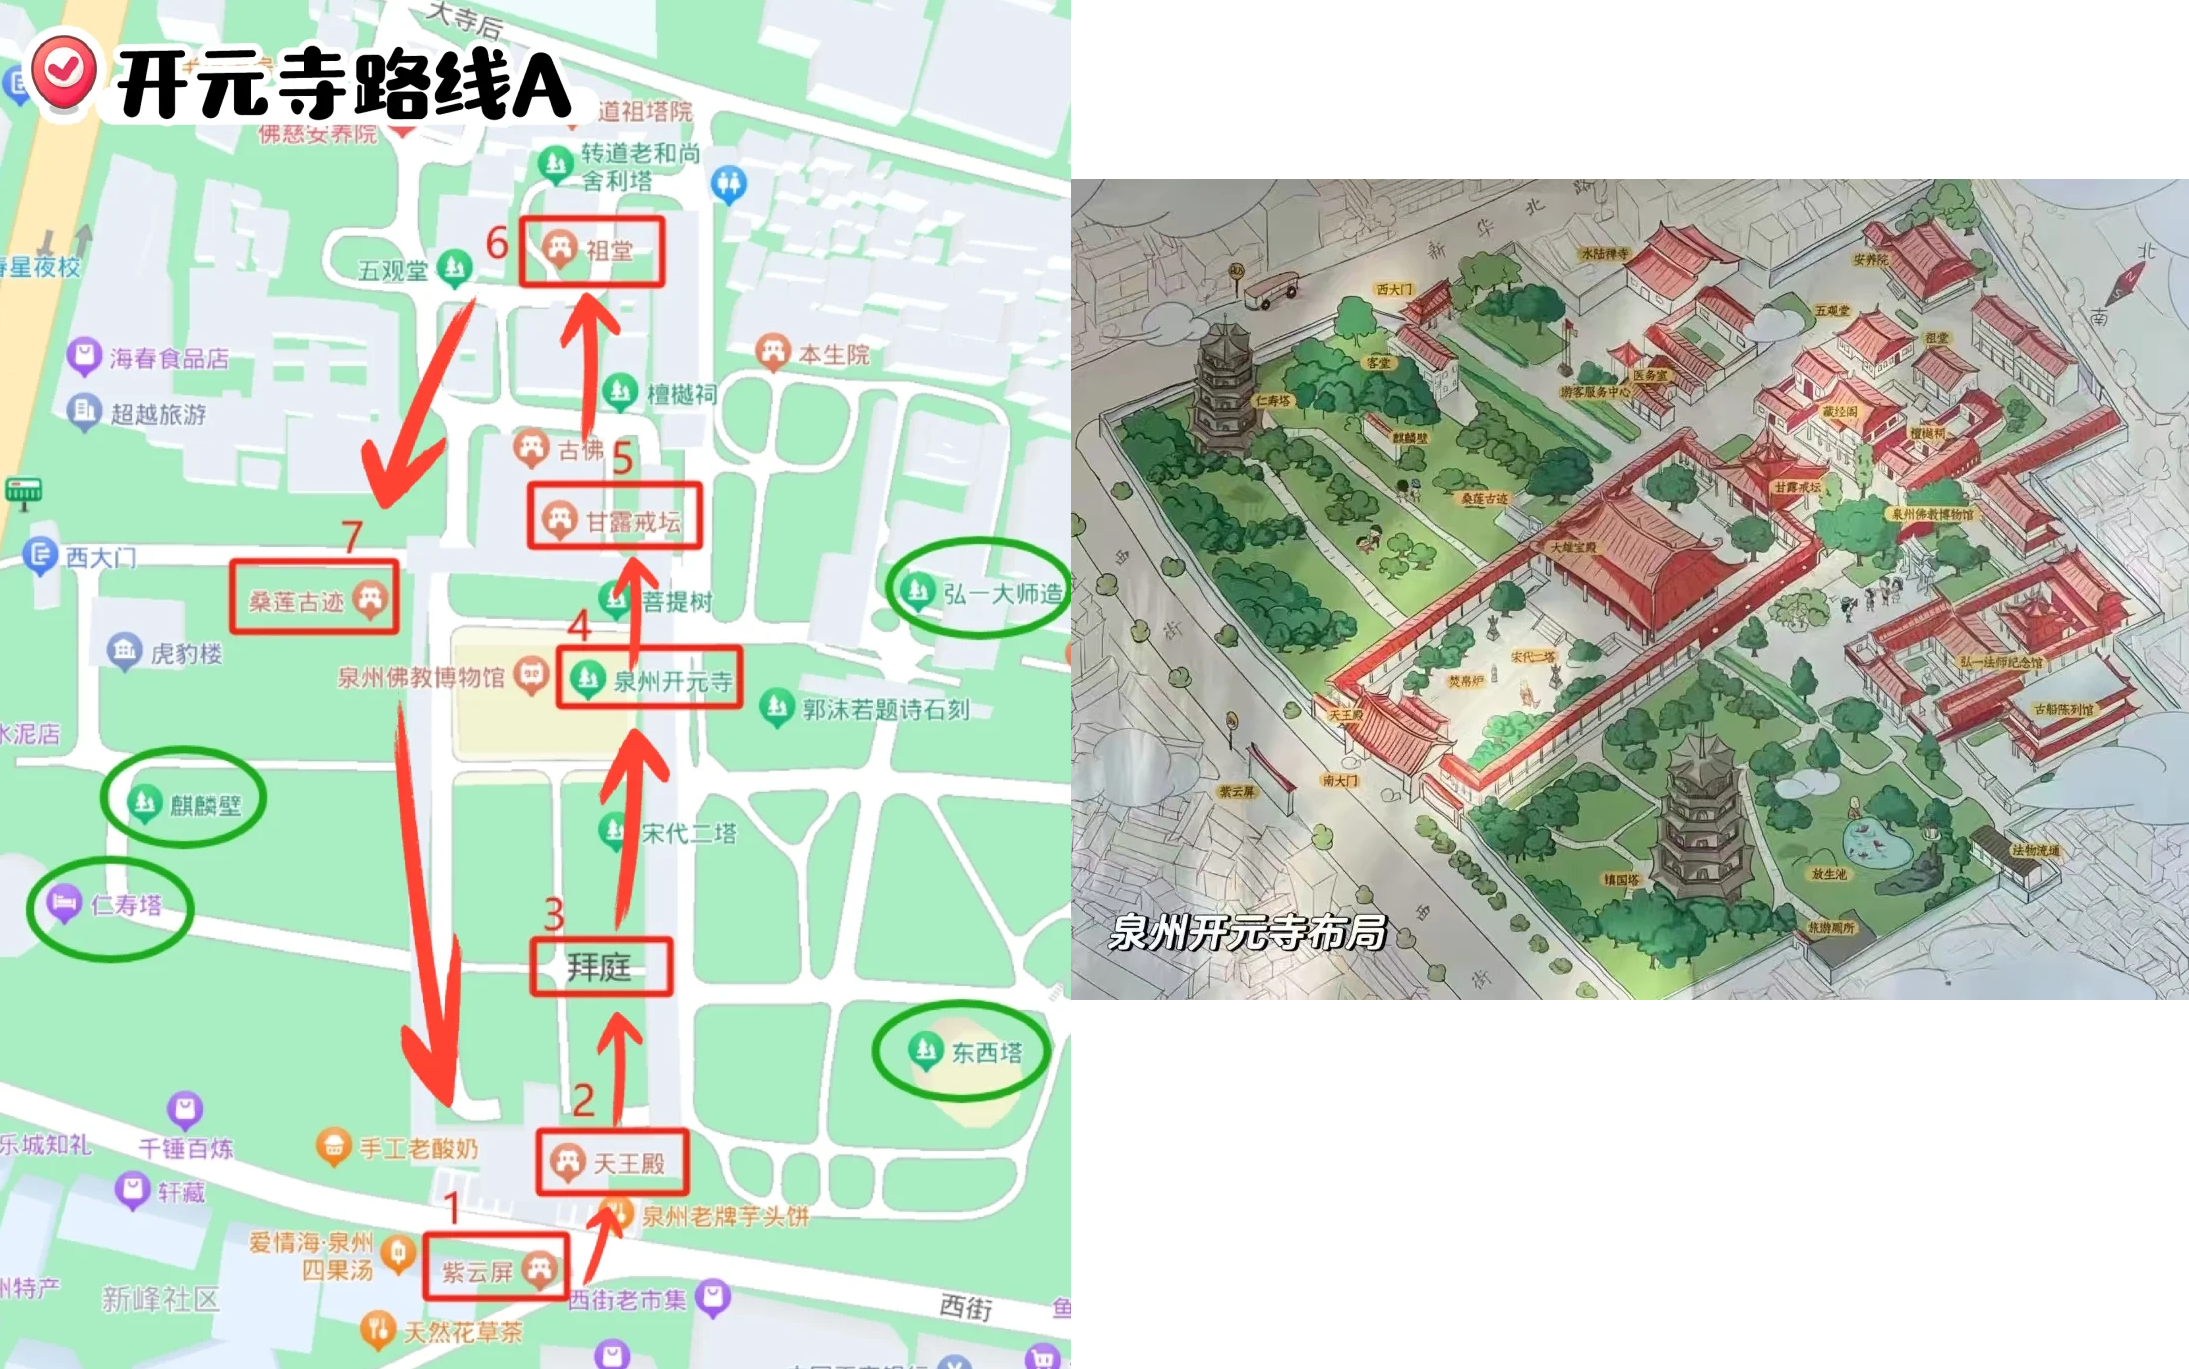 开元寺路线A
大寺后
道祖塔院
佛慈安养院
转道老和尚
舍利塔
6
祖堂
五观堂
春星夜校
海春食品店
本生院
超越旅游
檀樾祠
古佛
5
甘露戒坛
7
西大门
桑莲古迹
菩提树
弘一大师造
4
虎豹楼
泉州佛教博物馆
泉州开元寺
郭沫若题诗石刻
水泥店
麒麟壁
宋代二塔
仁寿塔
3
拜庭
东西塔
2
乐城知礼
千锤百炼
手工老酸奶
天王殿
轩藏
1
泉州老牌芋头饼
爱情海·泉州
四果汤
紫云屏
州特产
新峰社区
西街老市集
西街
鱼
天然花草茶
新华北路
水陆禅寺
安养院
北
南
西大门
五观堂
祖堂
客堂
医务室
游客服务中心
仁寿塔
藏经阁
麒麟壁
檀樾祠
桑莲古迹
甘露戒坛
泉州佛教博物馆
大雄宝殿
西街
宋代二塔
弘一法师纪念馆
焚帛炉
天王殿
古船陈列馆
南大门
紫云屏
法物流通
镇国塔
放生池
旅游厕所
西街
泉州开元寺布局